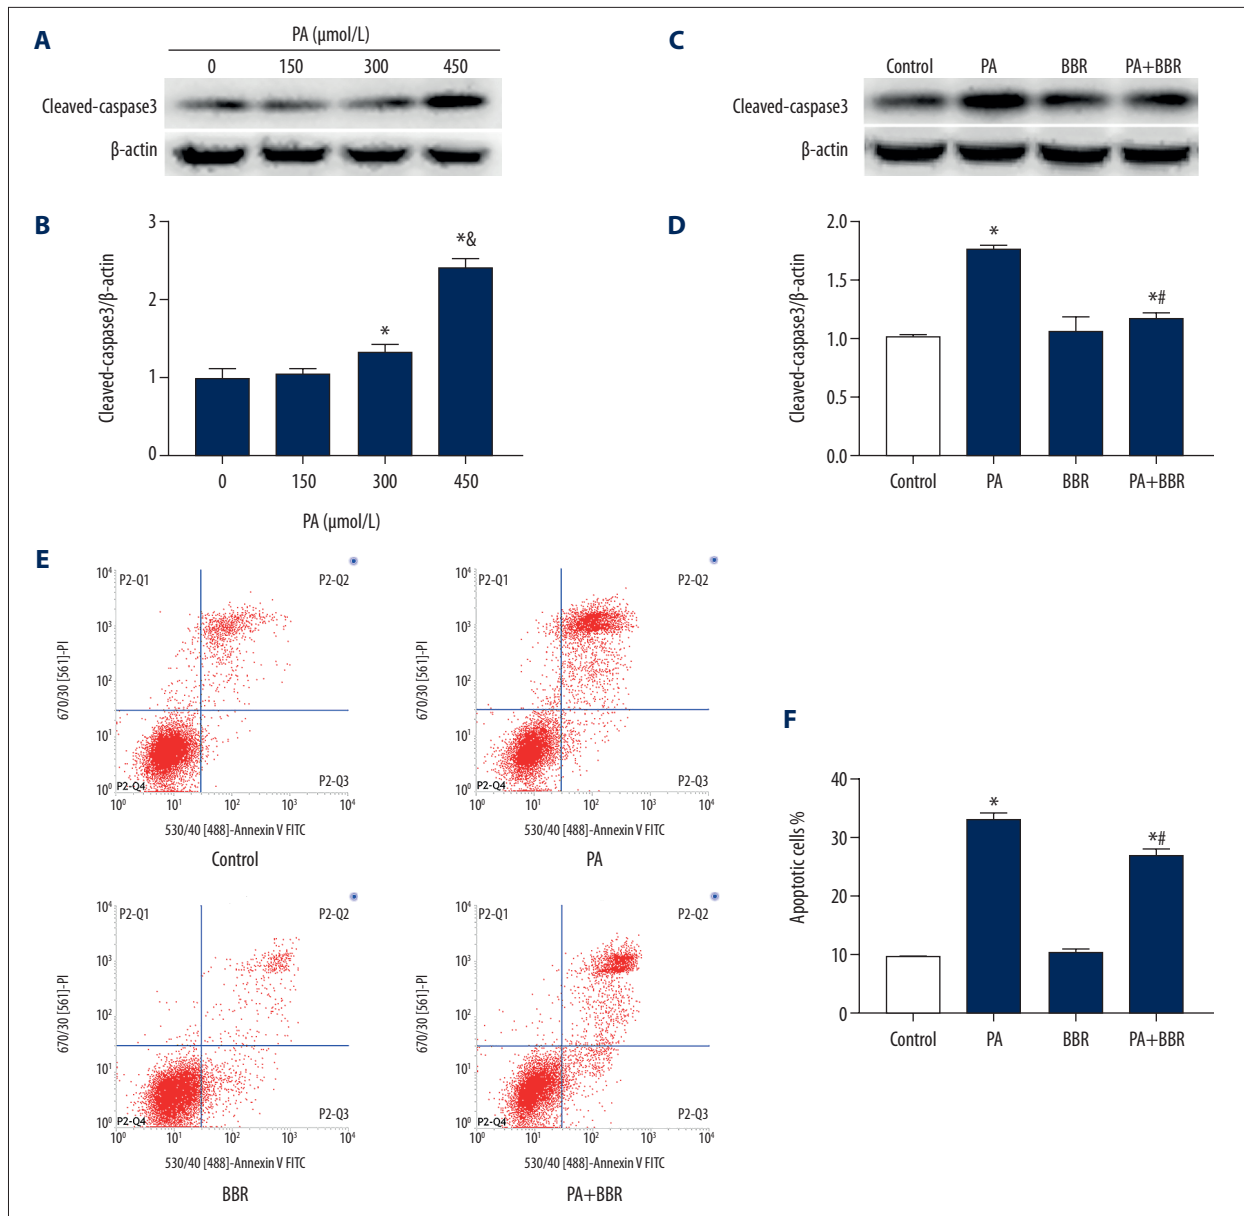 A
PA (μmol/L)
0 150 300 450
Cleaved-caspase3
β-actin
B
3
2
1
0
Cleaved-caspase3/β-actin
*
*&
0 150 300 450
PA (μmol/L)
C
Control PA BBR PA+BBR
Cleaved-caspase3
β-actin
D
2.0
1.5
1.0
0.5
0.0
Cleaved-caspase3/β-actin
*
*#
Control PA BBR PA+BBR
E
P2-Q1 P2-Q2
P2-Q4 P2-Q3
10⁴
10³
10²
10¹
10⁰
670/30 [561]-PI
10⁰ 10¹ 10² 10³ 10⁴
530/40 [488]-Annexin V FITC
Control
P2-Q1 P2-Q2
P2-Q4 P2-Q3
10⁴
10³
10²
10¹
10⁰
670/30 [561]-PI
10⁰ 10¹ 10² 10³ 10⁴
530/40 [488]-Annexin V FITC
PA
P2-Q1 P2-Q2
P2-Q4 P2-Q3
10⁴
10³
10²
10¹
10⁰
670/30 [561]-PI
10⁰ 10¹ 10² 10³ 10⁴
530/40 [488]-Annexin V FITC
BBR
P2-Q1 P2-Q2
P2-Q4 P2-Q3
10⁴
10³
10²
10¹
10⁰
670/30 [561]-PI
10⁰ 10¹ 10² 10³ 10⁴
530/40 [488]-Annexin V FITC
PA+BBR
F
40
30
20
10
0
Apoptotic cells %
*
*#
Control PA BBR PA+BBR